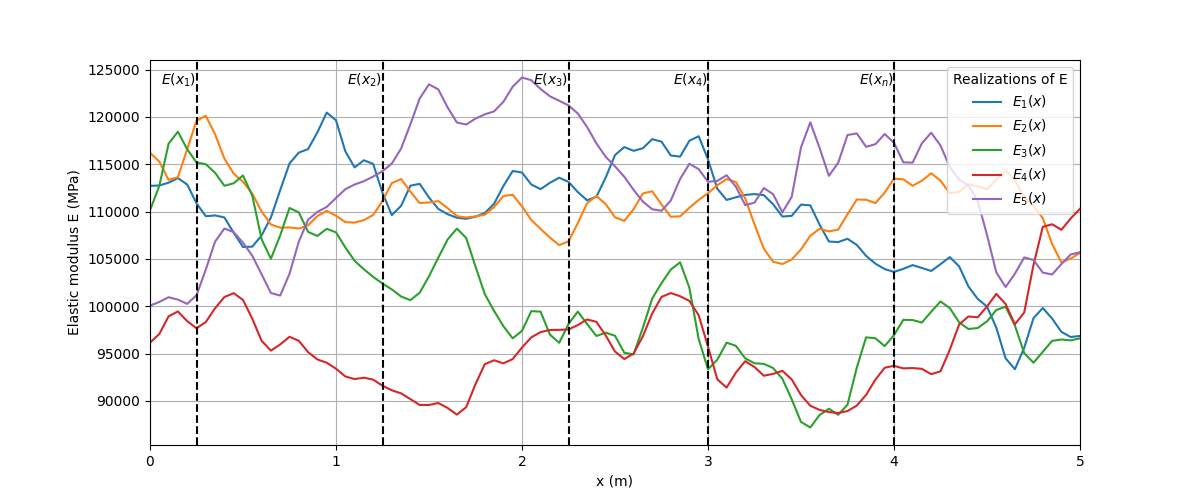 E(x₁) E(x₂) E(x₃) E(x₄) E(xₙ)
Realizations of E
E₁(x)
E₂(x)
E₃(x)
E₄(x)
E₅(x)
125000
120000
115000
110000
105000
100000
95000
90000
Elastic modulus E (MPa)
0 1 2 3 4 5
x (m)